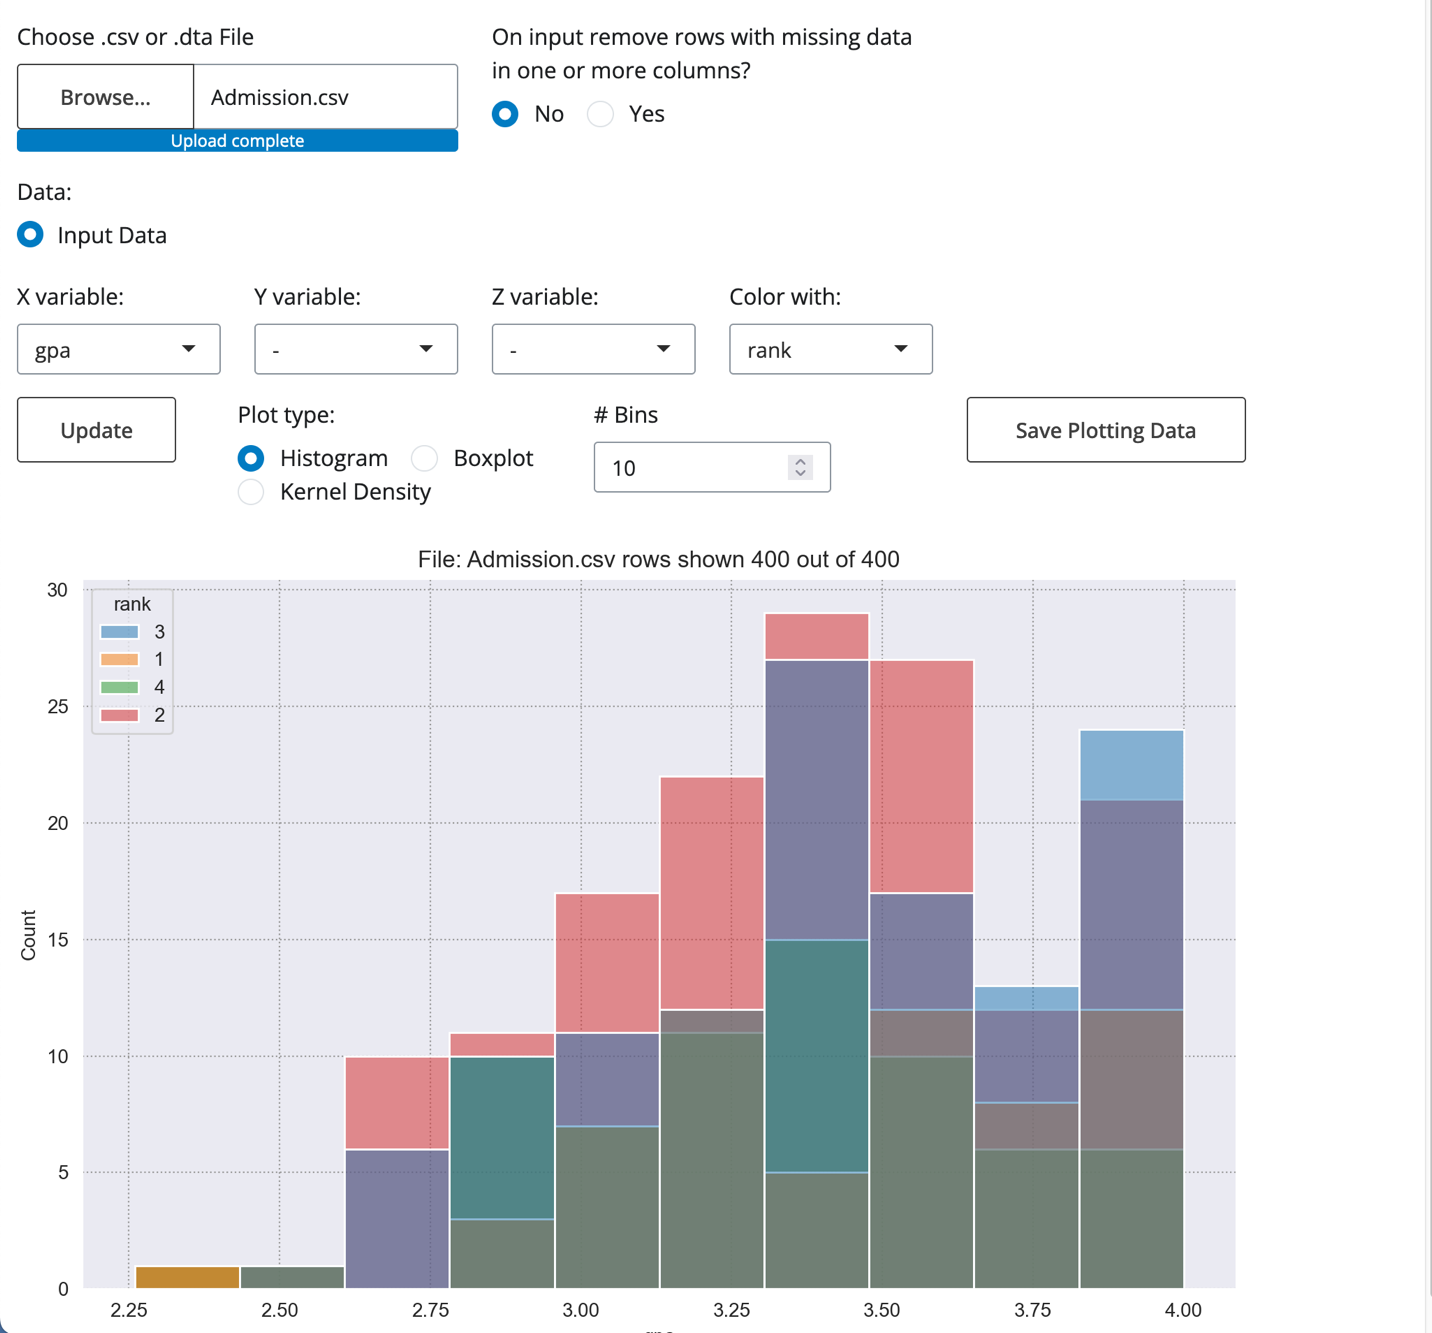 Choose .csv or .dta File
On input remove rows with missing data
in one or more columns?
Browse...
Admission.csv
No
Yes
Upload complete
Data:
Input Data
X variable:
Y variable:
Z variable:
Color with:
gpa
-
-
rank
Update
Plot type:
# Bins
Save Plotting Data
Histogram
Boxplot
10
Kernel Density
File: Admission.csv rows shown 400 out of 400
30
25
20
15
10
5
0
Count
rank
3
1
4
2
2.25
2.50
2.75
3.00
3.25
3.50
3.75
4.00